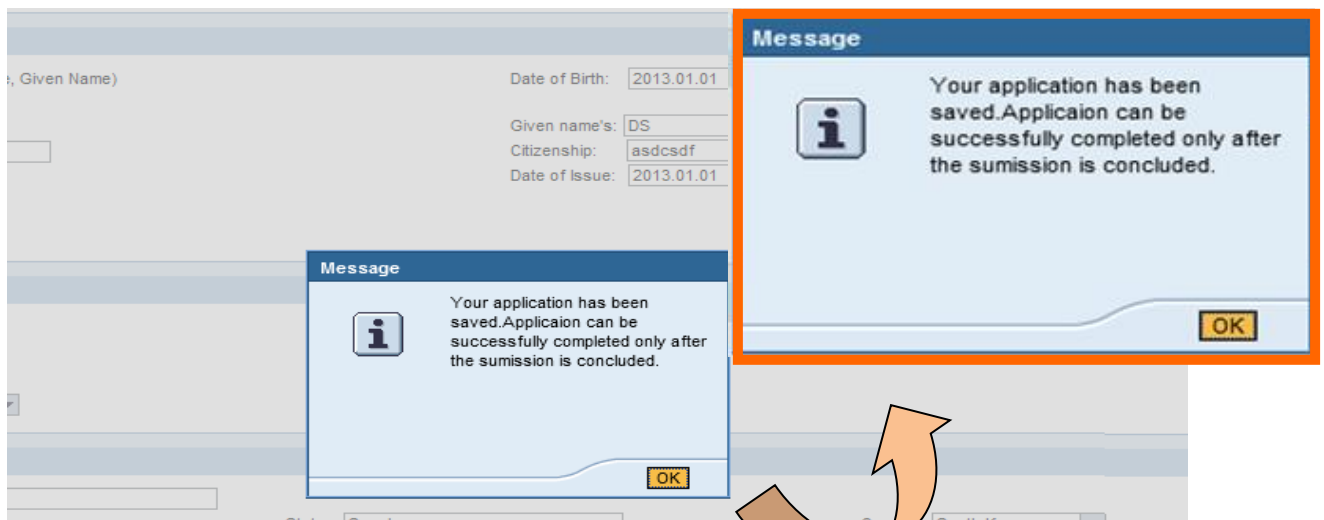 , Given Name)
Date of Birth: 2013.01.01
Given name's: DS
Citizenship: asdcsdf
Date of Issue: 2013.01.01
Message
Your application has been
saved.Applicaion can be
successfully completed only after
the sumission is concluded.
OK
Message
Your application has been
saved.Applicaion can be
successfully completed only after
the sumission is concluded.
OK